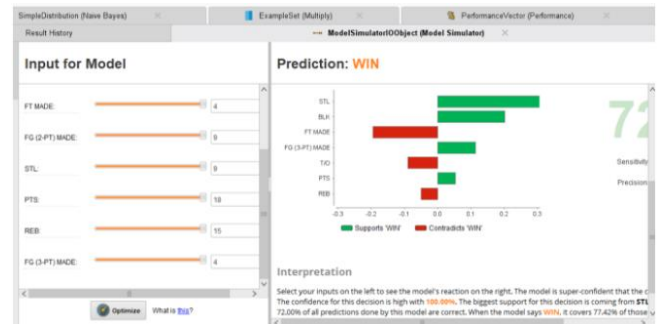 SimpleDistribution (Naive Bayes)
ExampleSet (Multiply)
PerformanceVector (Performance)
Result History
ModelSimulatorIOObject (Model Simulator)
Input for Model
FT MADE: 4
FG (2-PT) MADE: 9
STL: 9
PTS: 19
REB: 15
FG (3-PT) MADE: 4
Optimize What is this?
Prediction: WIN
STL
BLK
FT MADE
FG (3-PT) MADE
T/O
PTS
REB
-0.3 -0.2 -0.1 0.0 0.1 0.2 0.3
Supports 'WIN' Contradicts 'WIN'
72
Sensitivity
Precision
Interpretation
Select your inputs on the left to see the model's reaction on the right. The model is super-confident that the c
The confidence for this decision is high with 100.00%. The biggest support for this decision is coming from STL
72.00% of all predictions done by this model are correct. When the model says WIN, it covers 77.42% of those